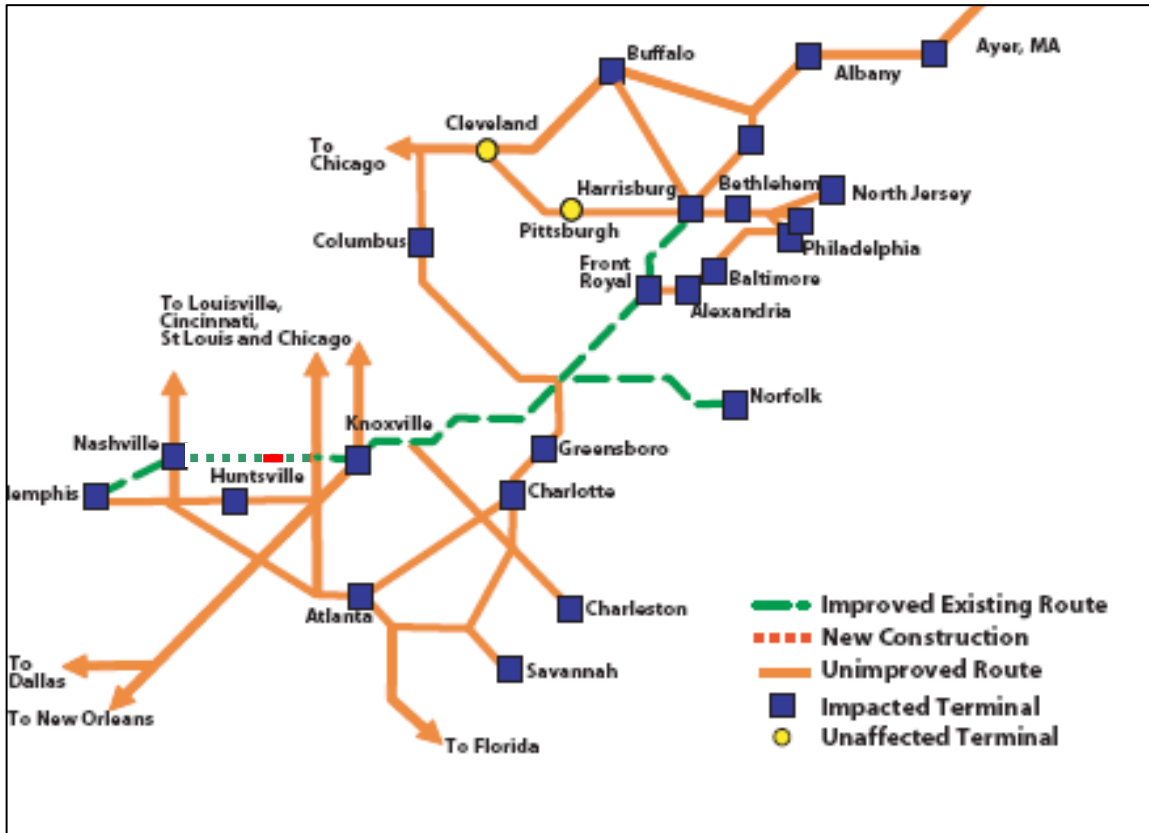 Buffalo
Ayer, MA
Albany
Cleveland
To
Chicago
Harrisburg
Bethlehem
North Jersey
Pittsburgh
Philadelphia
Columbus
Front
Royal
Baltimore
Alexandria
To Louisville,
Cincinnati,
St Louis and Chicago
Norfolk
Knoxville
Nashville
Greensboro
Huntsville
emphis
Charlotte
Atlanta
Charleston
Savannah
To
Dallas
To New Orleans
To Florida
Improved Existing Route
New Construction
Unimproved Route
Impacted Terminal
Unaffected Terminal